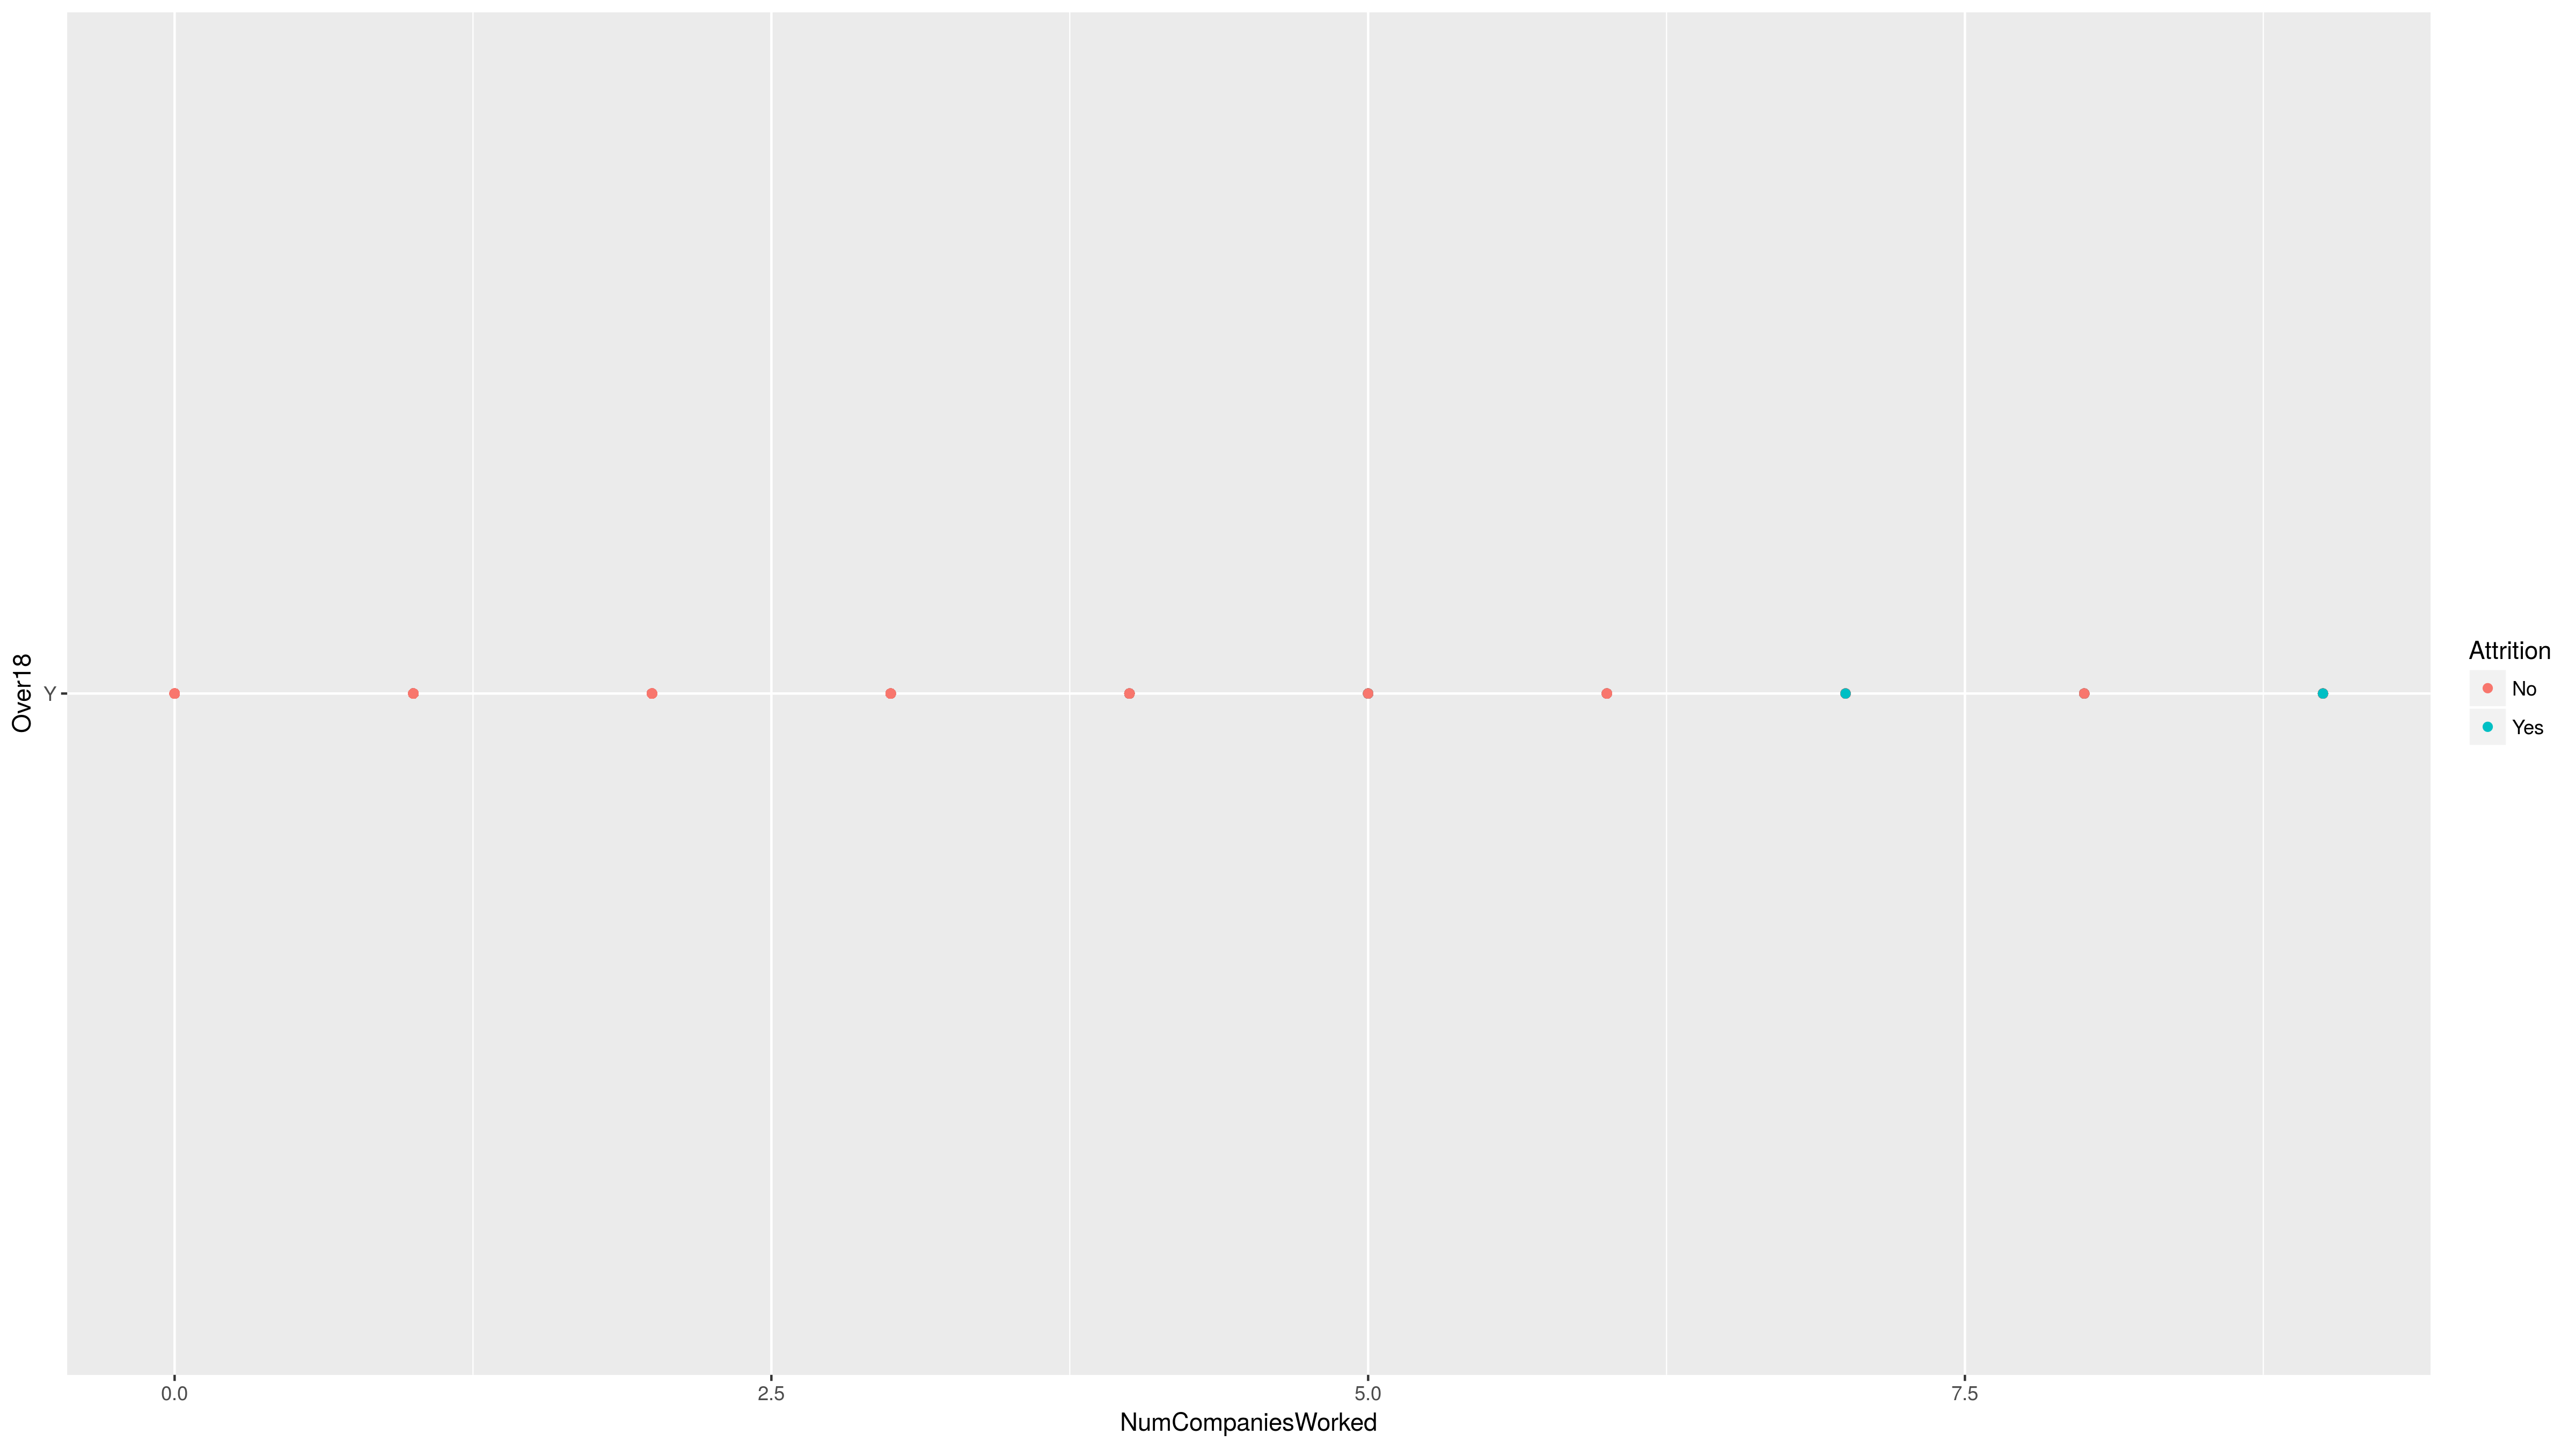 Over18
Y
0.0
2.5
5.0
7.5
NumCompaniesWorked
Attrition
No
Yes